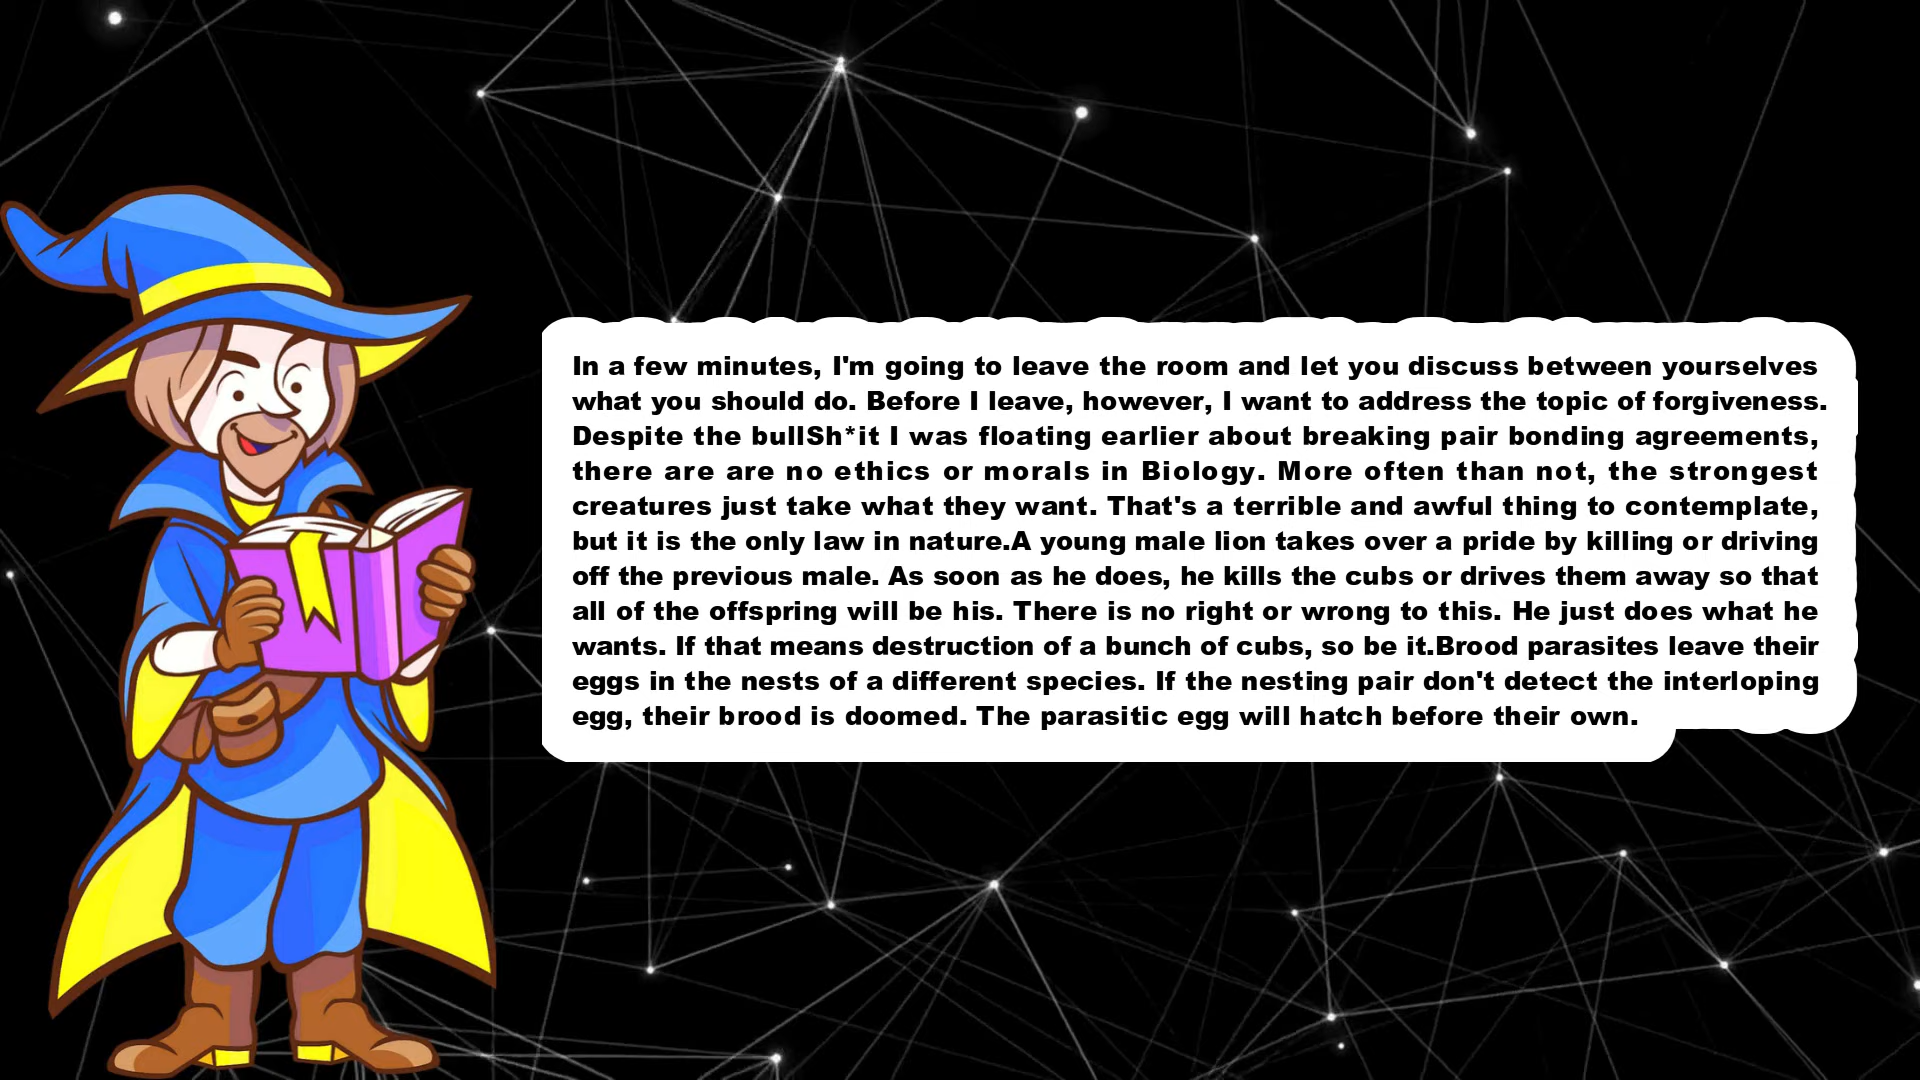 In a few minutes, I'm going to leave the room and let you discuss between yourselves
what you should do. Before I leave, however, I want to address the topic of forgiveness.
Despite the bullSh*it I was floating earlier about breaking pair bonding agreements,
there are are no ethics or morals in Biology. More often than not, the strongest
creatures just take what they want. That's a terrible and awful thing to contemplate,
but it is the only law in nature.A young male lion takes over a pride by killing or driving
off the previous male. As soon as he does, he kills the cubs or drives them away so that
all of the offspring will be his. There is no right or wrong to this. He just does what he
wants. If that means destruction of a bunch of cubs, so be it.Brood parasites leave their
eggs in the nests of a different species. If the nesting pair don't detect the interloping
egg, their brood is doomed. The parasitic egg will hatch before their own.